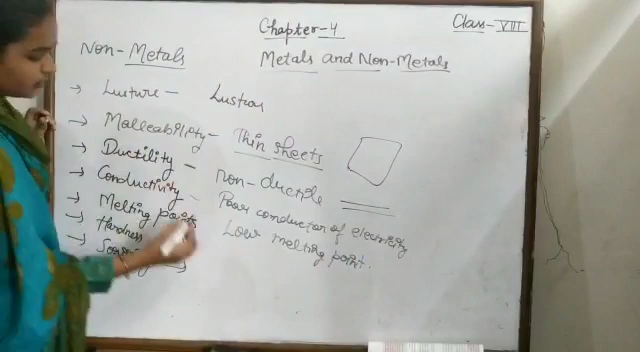 Chapter-4
Class-VIII
Non-Metals
Metals and Non-Metals
→ Lusture - Lustrous
→ Malleability - Thin sheets
→ Ductility - non-ductile
→ Conductivity - Poor conductor of electricity
→ Melting points Low melting point.
→ Hardness
→